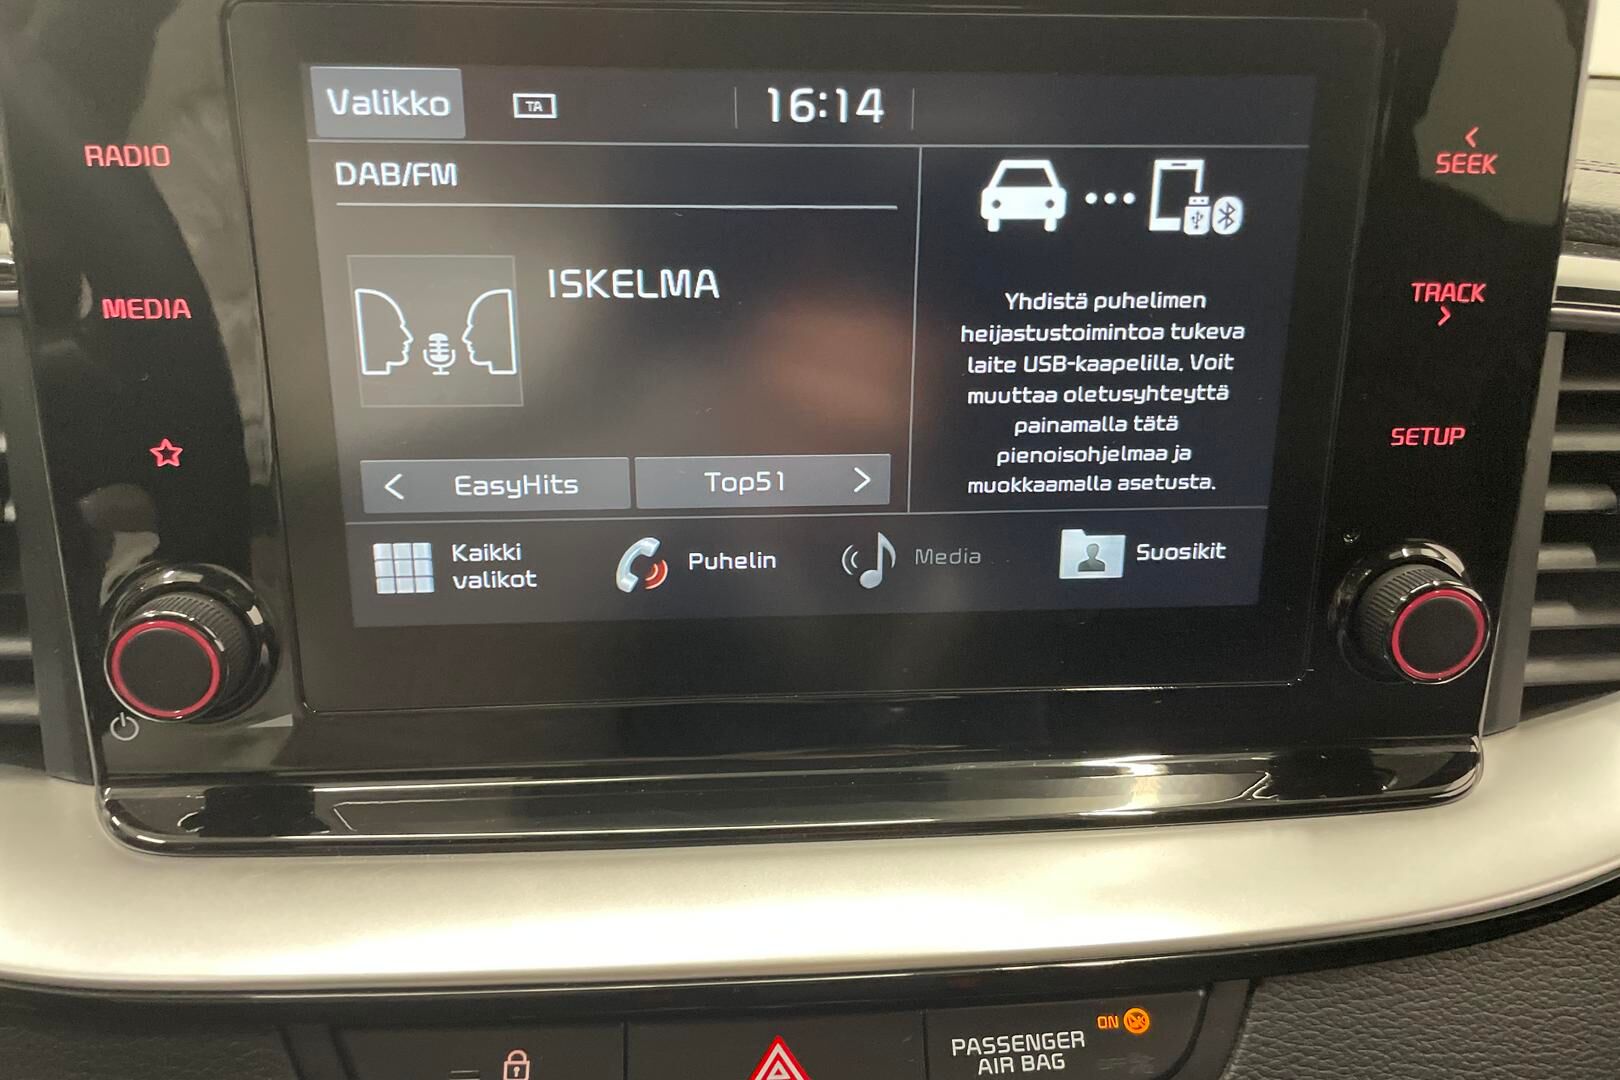 Valikko
TA
16:14
RADIO
DAB/FM
< SEEK
ISKELMA
MEDIA
TRACK >
Yhdistä puhelimen
heijastustoimintoa tukeva
laite USB-kaapelilla. Voit
muuttaa oletusyhteyttä
painamalla tätä
pienoisohjelmaa ja
muokkaamalla asetusta.
SETUP
< EasyHits
Top51 >
Kaikki
valikot
Puhelin
Media
Suosikit
PASSENGER
AIR BAG
ON